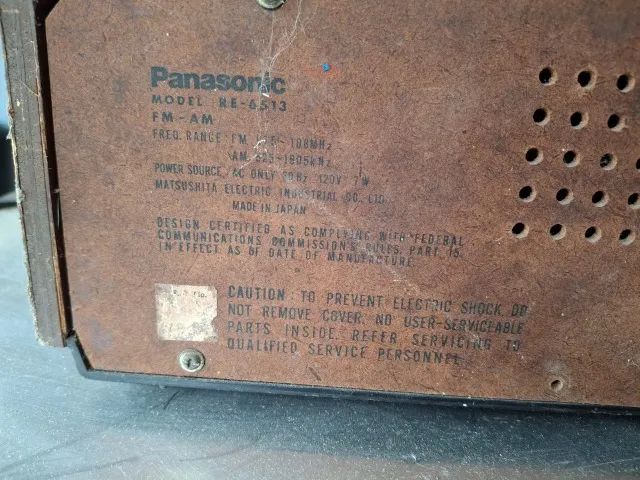 Panasonic
MODEL RE-6513
FM-AM
FREQ. RANGE: FM 108MHz
AM 525-1605kHz
POWER SOURCE, AC ONLY 60Hz 120V 7W
MATSUSHITA ELECTRIC INDUSTRIAL CO., LTD.
MADE IN JAPAN
DESIGN CERTIFIED AS COMPLYING WITH FEDERAL
COMMUNICATIONS COMMISSION'S RULES, PART 15,
IN EFFECT AS OF DATE OF MANUFACTURE.
CAUTION: TO PREVENT ELECTRIC SHOCK, DO
NOT REMOVE COVER. NO USER-SERVICEABLE
PARTS INSIDE. REFER SERVICING TO
QUALIFIED SERVICE PERSONNEL.